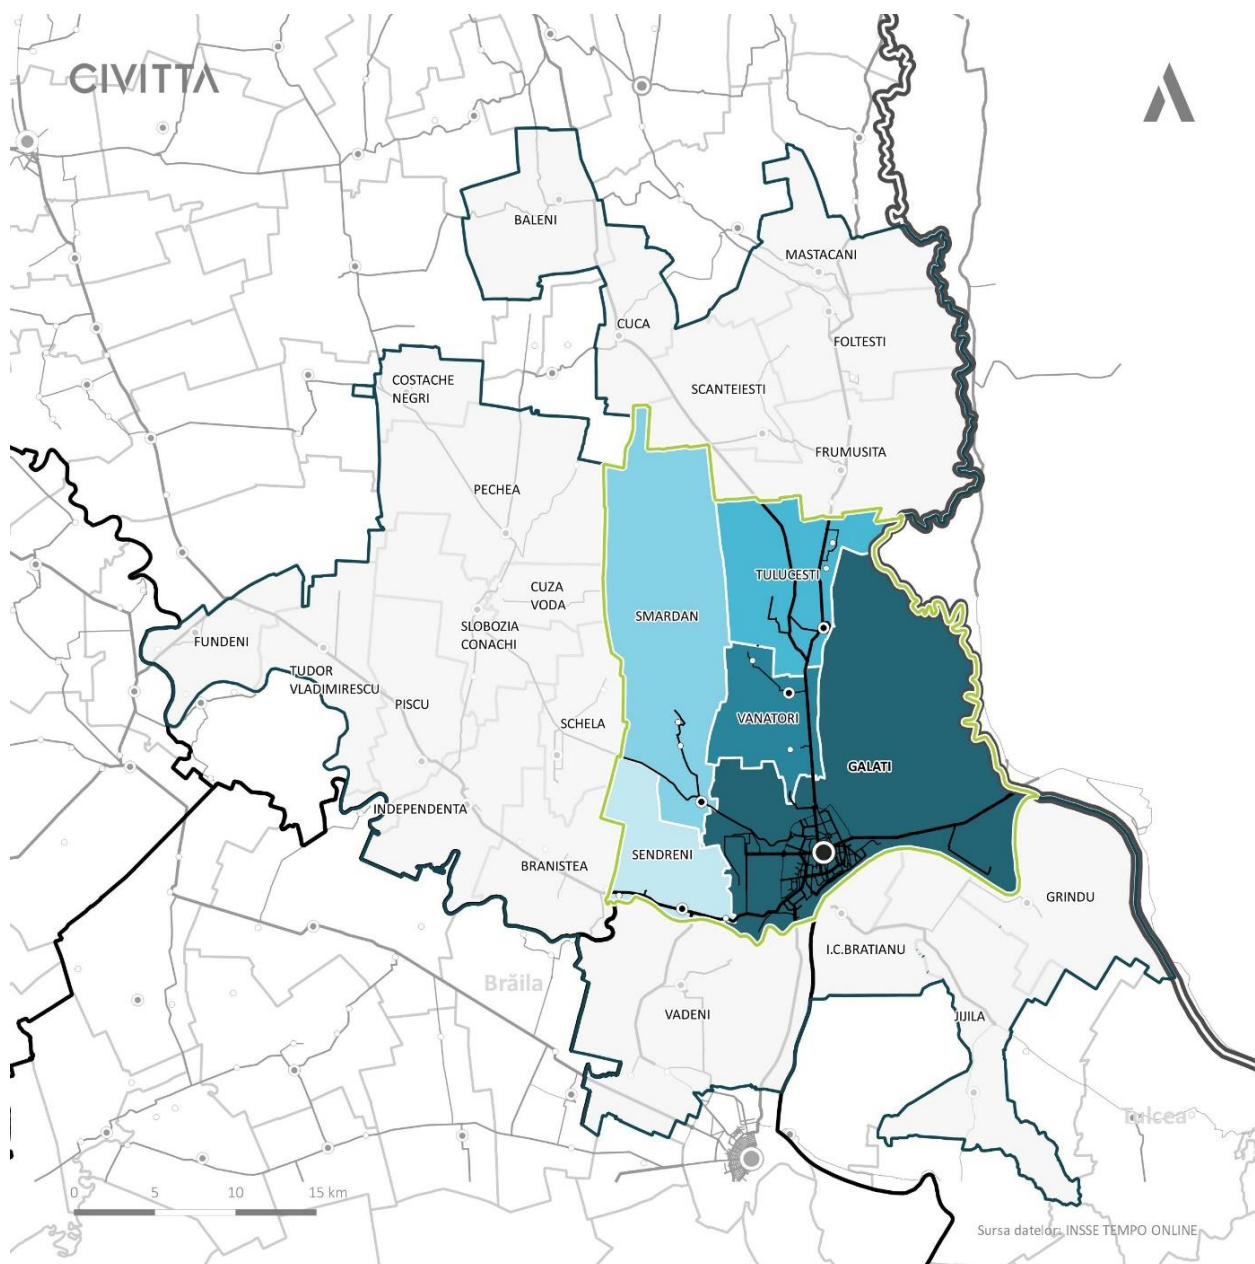 CIVITTA
BALENI
MASTACANI
CUCA
FOLTESTI
COSTACHE
NEGRI
SCANTEIESTI
FRUMUSITA
PECHEA
TULUCESTI
CUZA
VODA
SMARDAN
SLOBOZIA
CONACHI
FUNDENI
TUDOR
VLADIMIRESCU
PISCU
SCHELA
VANATORI
GALATI
INDEPENDENTA
SENDRENI
BRANISTEA
GRINDU
I.C.BRATIANU
Brăila
VADENI
JIJILA
Tulcea
0 5 10 15 km
Sursa datelor: INSSE TEMPO ONLINE